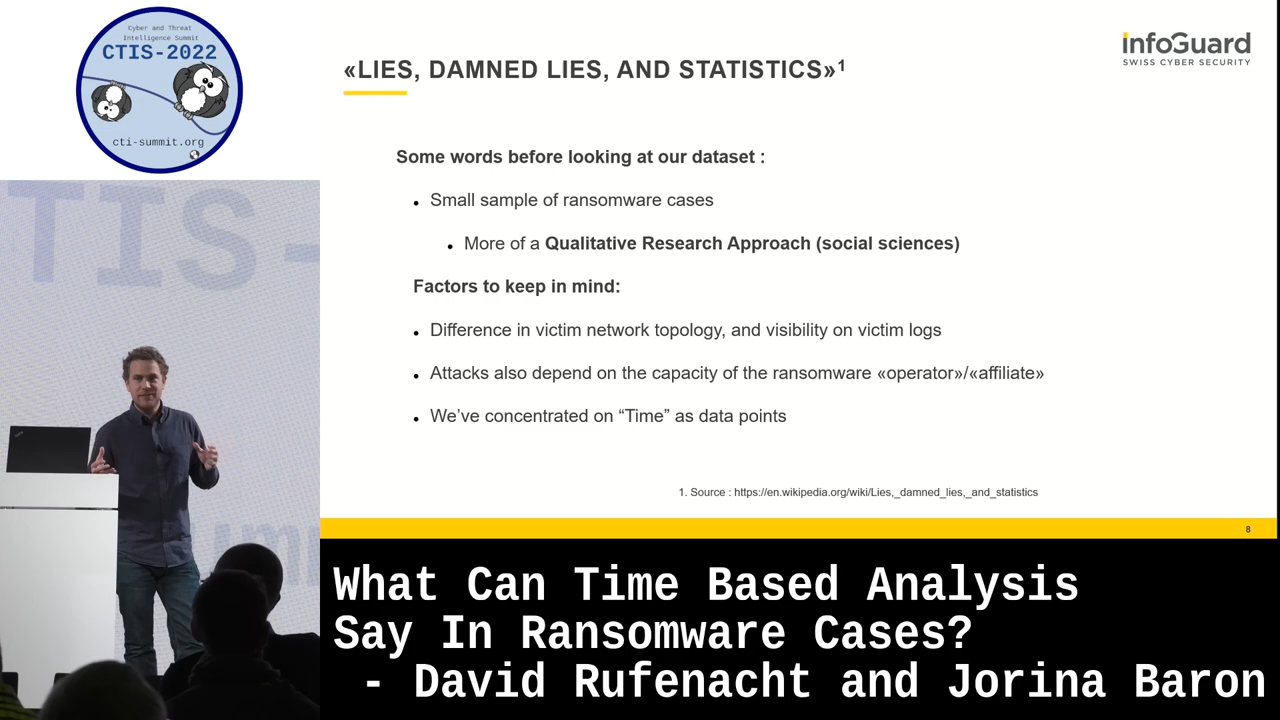 Cyber and Threat
Intelligence Summit
CTIS-2022
cti-summit.org
TIS-
um
infoGuard
SWISS CYBER SECURITY
«LIES, DAMNED LIES, AND STATISTICS»1
Some words before looking at our dataset :
• Small sample of ransomware cases
• More of a Qualitative Research Approach (social sciences)
Factors to keep in mind:
• Difference in victim network topology, and visibility on victim logs
• Attacks also depend on the capacity of the ransomware «operator»/«affiliate»
• We've concentrated on “Time” as data points
1. Source : https://en.wikipedia.org/wiki/Lies,_damned_lies,_and_statistics
8
What Can Time Based Analysis
Say In Ransomware Cases?
- David Rufenacht and Jorina Baron